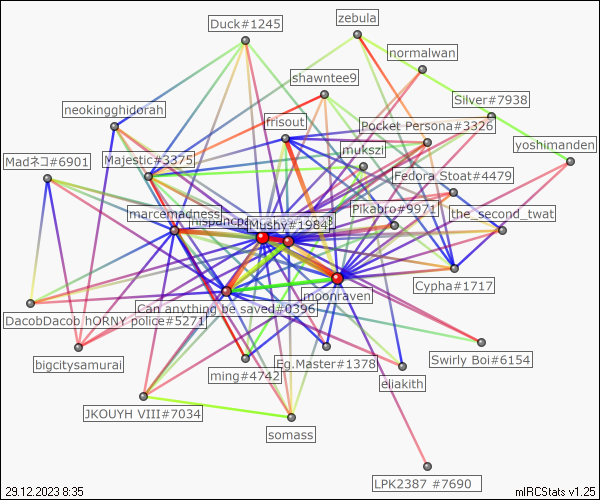 Duck#1245
zebula
normalwan
shawntee9
Silver#7938
neokingghidorah
frisout
Pocket Persona#3326
yoshimanden
Madネコ#6901
Majestic#3375
mukszi
Fedora Stoat#4479
marcemadness
Mushy#1984
Pikabro#9971
the_second_twat
Cypha#1717
moonraven
DacobDacob hORNY police#5271
Can anything be saved#0396
bigcitysamurai
ming#4742
Eg.Master#1378
eliakith
Swirly Boi#6154
JKOUYH VIII#7034
somass
LPK2387 #7690
29.12.2023 8:35
mIRCStats v1.25